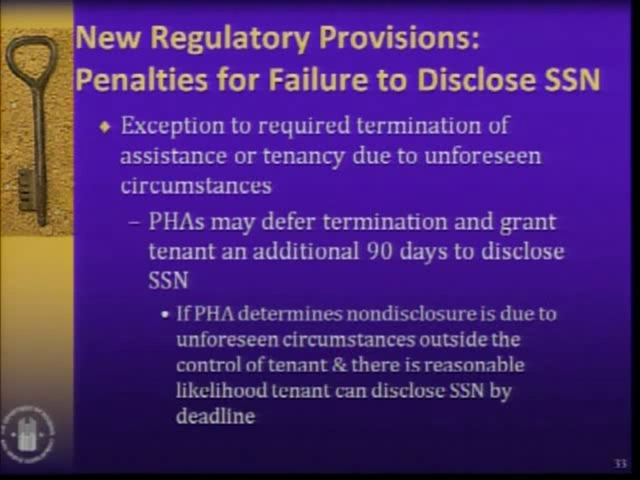 New Regulatory Provisions:
Penalties for Failure to Disclose SSN
Exception to required termination of
assistance or tenancy due to unforeseen
circumstances
– PHAs may defer termination and grant
tenant an additional 90 days to disclose
SSN
• If PHA determines nondisclosure is due to
unforeseen circumstances outside the
control of tenant & there is reasonable
likelihood tenant can disclose SSN by
deadline
33